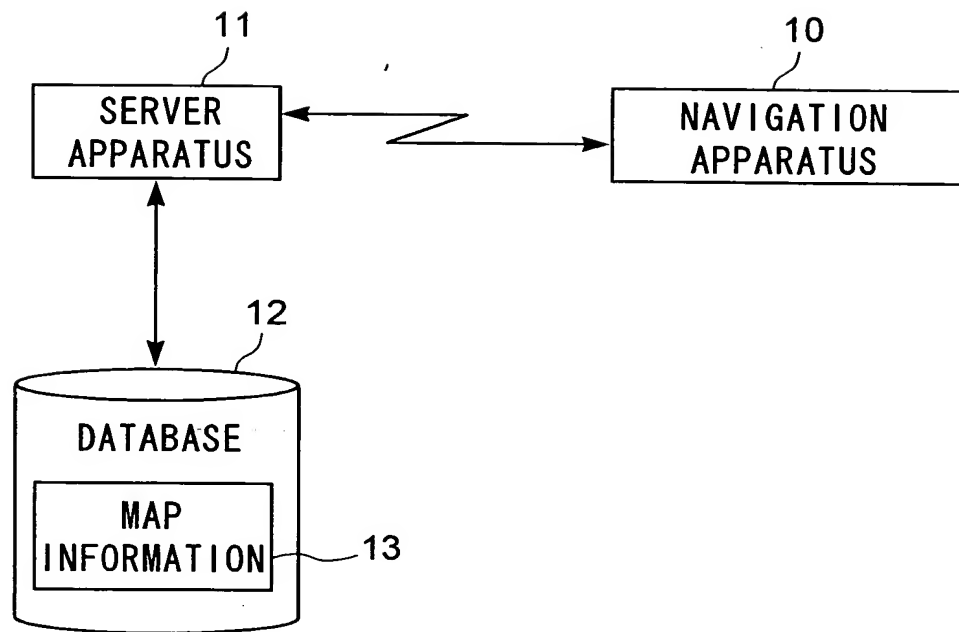 11
10
SERVER
APPARATUS
NAVIGATION
APPARATUS
12
DATABASE
MAP
INFORMATION
13